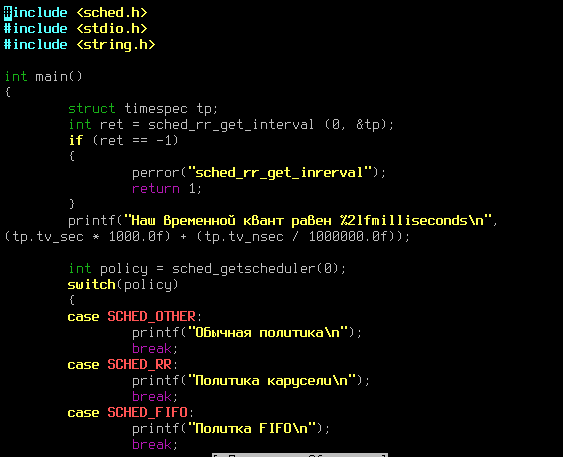 #include <sched.h>
#include <stdio.h>
#include <string.h>
int main()
{
struct timespec tp;
int ret = sched_rr_get_interval (0, &tp);
if (ret == -1)
{
perror("sched_rr_get_inrerval");
return 1;
}
printf("Наш временной квант равен %2lfmilliseconds\n",
(tp.tv_sec * 1000.0f) + (tp.tv_nsec / 1000000.0f));
int policy = sched_getscheduler(0);
switch(policy)
{
case SCHED_OTHER:
printf("Обычная политика\n");
break;
case SCHED_RR:
printf("Политика карусели\n");
break;
case SCHED_FIFO:
printf("Политка FIFO\n");
break;